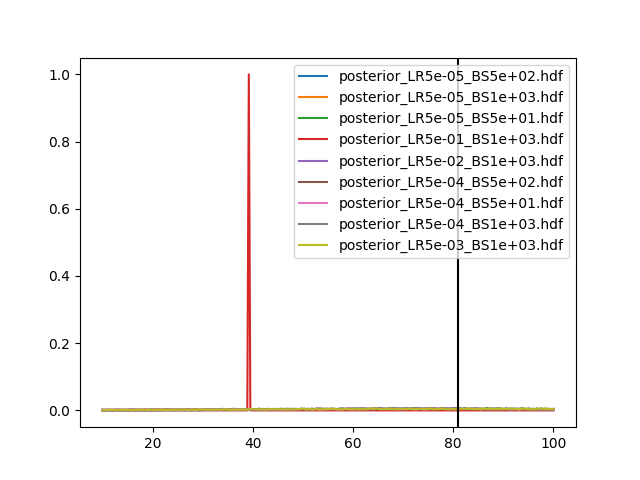 1.0
0.8
0.6
0.4
0.2
0.0
posterior_LR5e-05_BS5e+02.hdf
posterior_LR5e-05_BS1e+03.hdf
posterior_LR5e-05_BS5e+01.hdf
posterior_LR5e-01_BS1e+03.hdf
posterior_LR5e-02_BS1e+03.hdf
posterior_LR5e-04_BS5e+02.hdf
posterior_LR5e-04_BS5e+01.hdf
posterior_LR5e-04_BS1e+03.hdf
posterior_LR5e-03_BS1e+03.hdf
20 40 60 80 100